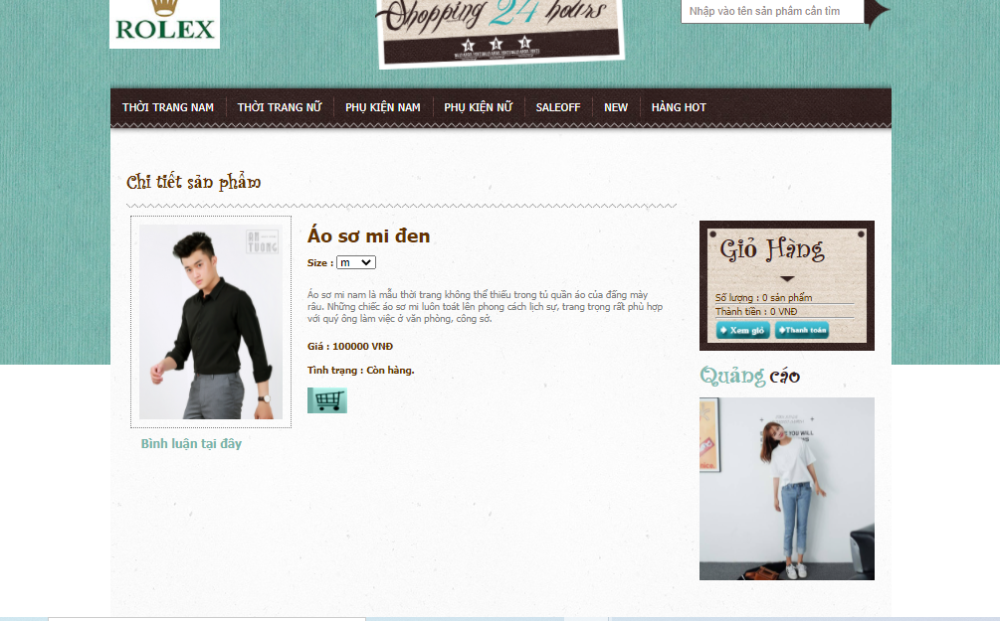 ROLEX
Shopping 24 hours
Nhập vào tên sản phẩm cần tìm
THỜI TRANG NAM
THỜI TRANG NỮ
PHỤ KIỆN NAM
PHỤ KIỆN NỮ
SALEOFF
NEW
HÀNG HOT
Chi tiết sản phẩm
ẤN TƯỢNG
Áo sơ mi đen
Size : m
Áo sơ mi nam là mẫu thời trang không thể thiếu trong tủ quần áo của đấng mày
râu. Những chiếc áo sơ mi luôn toát lên phong cách lịch sự, trang trọng rất phù hợp
với quý ông làm việc ở văn phòng, công sở.
Giá : 100000 VNĐ
Tình trạng : Còn hàng.
Bình luận tại đây
Giỏ Hàng
Số lượng : 0 sản phẩm
Thành tiền : 0 VNĐ
Xem giỏ
Thanh toán
Quảng cáo